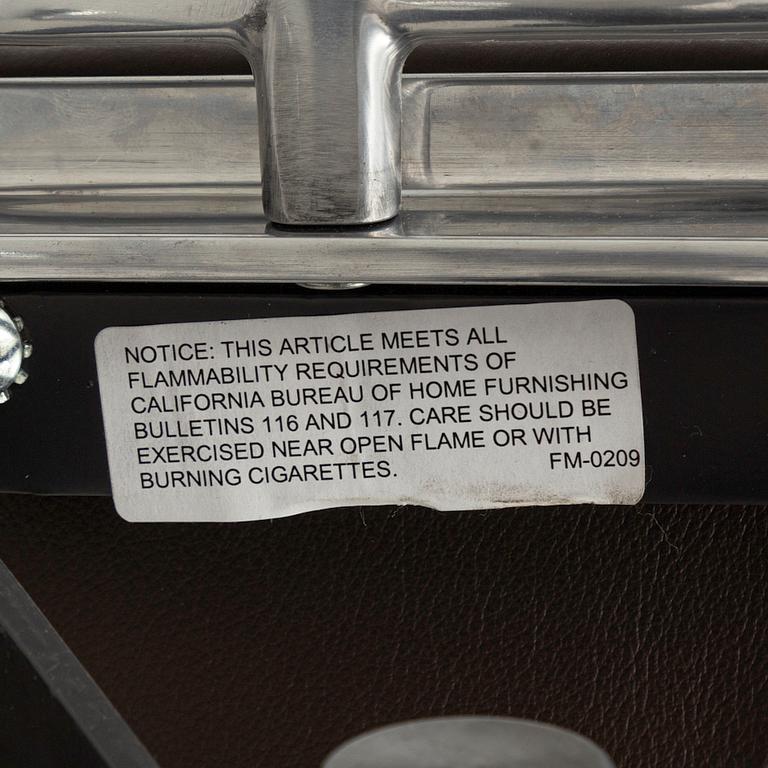 NOTICE: THIS ARTICLE MEETS ALL
FLAMMABILITY REQUIREMENTS OF
CALIFORNIA BUREAU OF HOME FURNISHING
BULLETINS 116 AND 117. CARE SHOULD BE
EXERCISED NEAR OPEN FLAME OR WITH
BURNING CIGARETTES.
FM-0209